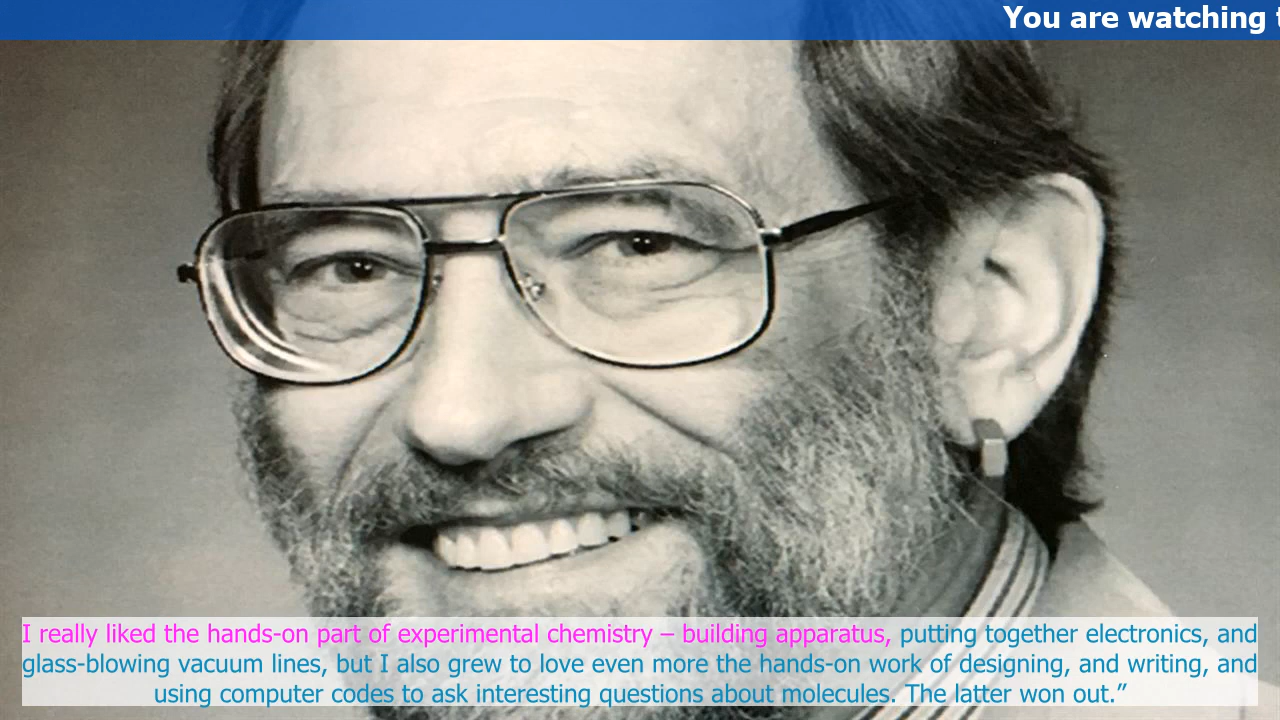 You are watching
I really liked the hands-on part of experimental chemistry – building apparatus, putting together electronics, and
glass-blowing vacuum lines, but I also grew to love even more the hands-on work of designing, and writing, and
using computer codes to ask interesting questions about molecules. The latter won out.”